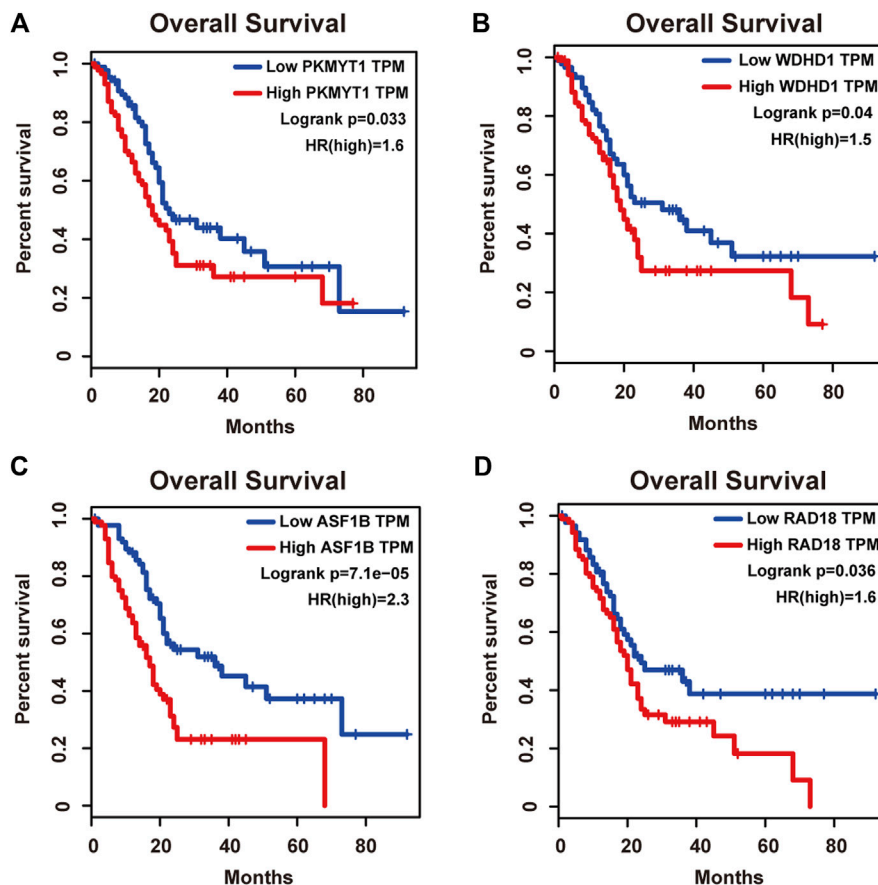 A
Overall Survival
Low PKMYT1 TPM
High PKMYT1 TPM
Logrank p=0.033
HR(high)=1.6
Percent survival
1.0
0.8
0.6
0.4
0.2
0
0 20 40 60 80
Months
B
Overall Survival
Low WDHD1 TPM
High WDHD1 TPM
Logrank p=0.04
HR(high)=1.5
Percent survival
1.0
0.8
0.6
0.4
0.2
0
0 20 40 60 80
Months
C
Overall Survival
Low ASF1B TPM
High ASF1B TPM
Logrank p=7.1e−05
HR(high)=2.3
Percent survival
1.0
0.8
0.6
0.4
0.2
0
0 20 40 60 80
Months
D
Overall Survival
Low RAD18 TPM
High RAD18 TPM
Logrank p=0.036
HR(high)=1.6
Percent survival
1.0
0.8
0.6
0.4
0.2
0
0 20 40 60 80
Months